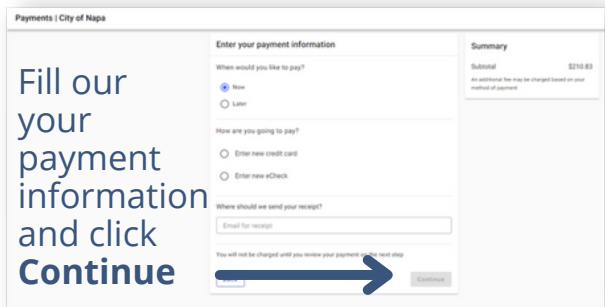 Payments | City of Napa
Fill our
your
payment
information
and click
Continue
Enter your payment information
When would you like to pay?
Now
Later
How are you going to pay?
Enter new credit card
Enter new eCheck
Where should we send your receipt?
Email for receipt
You will not be charged until you review your payment on the next step
Continue
Summary
Subtotal $210.83
An additional fee may be charged based on your
method of payment